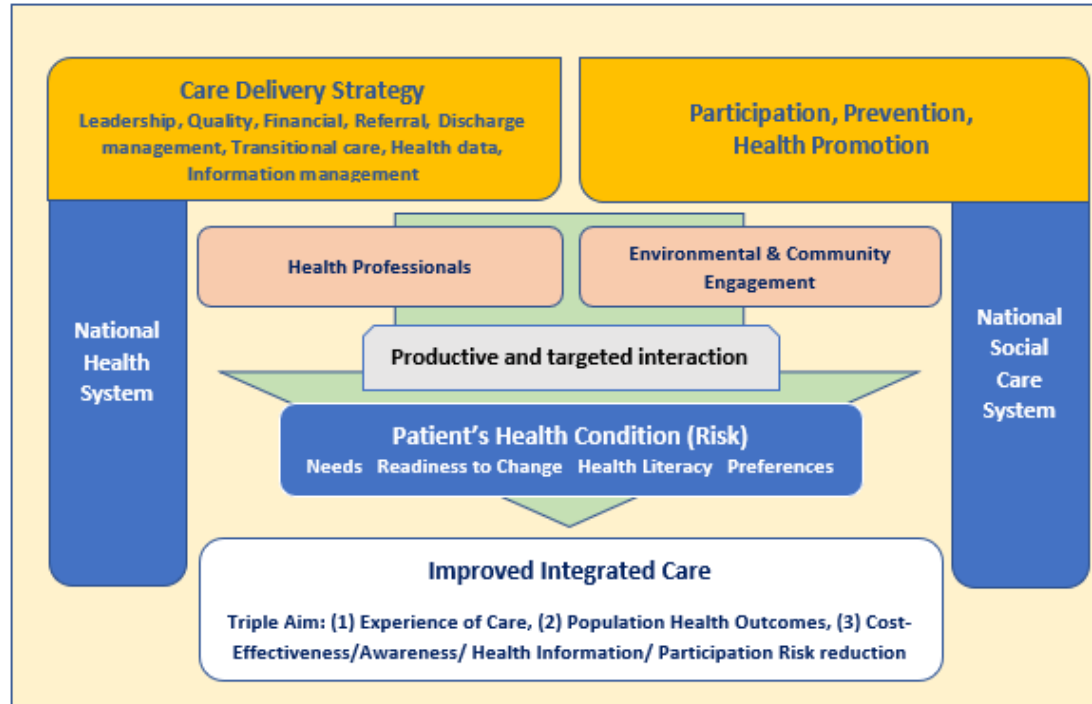 Care Delivery Strategy
Leadership, Quality, Financial, Referral, Discharge
management, Transitional care, Health data,
Information management
Participation, Prevention,
Health Promotion
Health Professionals
Environmental & Community
Engagement
National
Health
System
National
Social
Care
System
Productive and targeted interaction
Patient’s Health Condition (Risk)
Needs Readiness to Change Health Literacy Preferences
Improved Integrated Care
Triple Aim: (1) Experience of Care, (2) Population Health Outcomes, (3) Cost-
Effectiveness/Awareness/ Health Information/ Participation Risk reduction